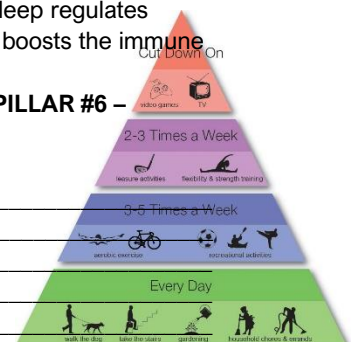 leep regulates
boosts the immune
Cut Down On
PILLAR #6 –
video games TV
2-3 Times a Week
leasure activities flexibility & strength training
3-5 Times a Week
aerobic exercise recreational activities
Every Day
walk the dog take the stairs gardening household chores & errands